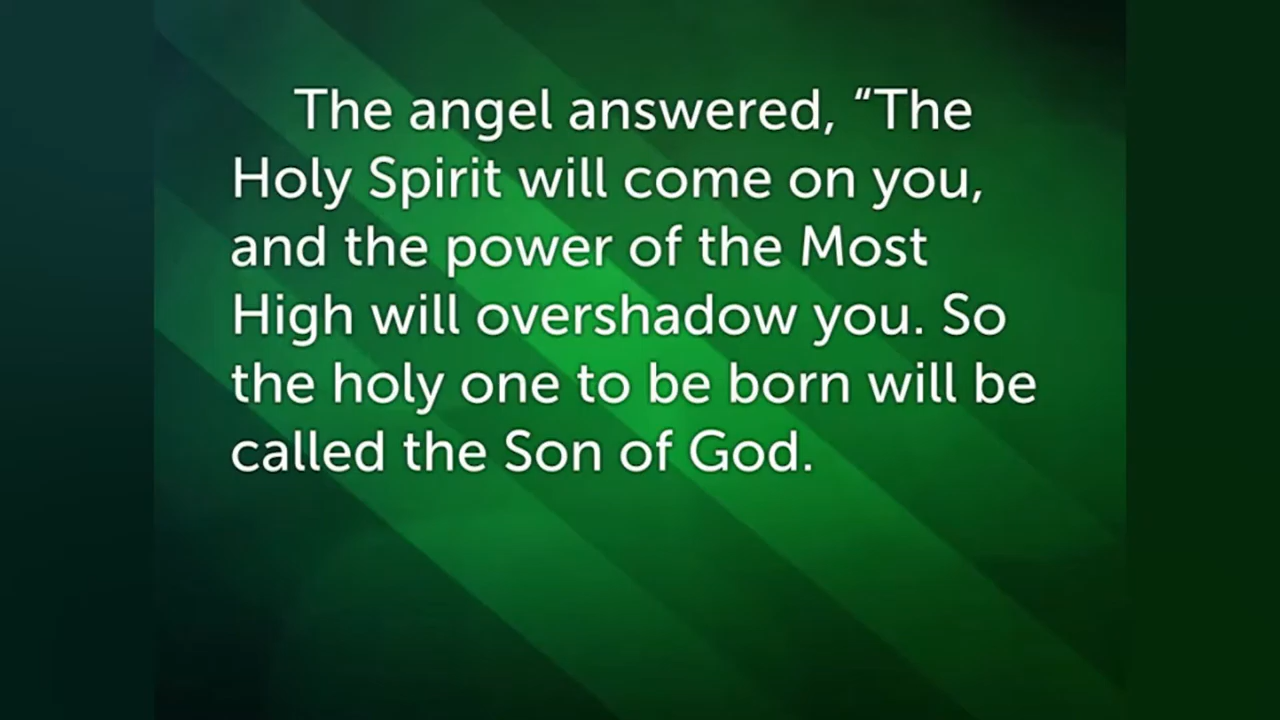 The angel answered, “The
Holy Spirit will come on you,
and the power of the Most
High will overshadow you. So
the holy one to be born will be
called the Son of God.